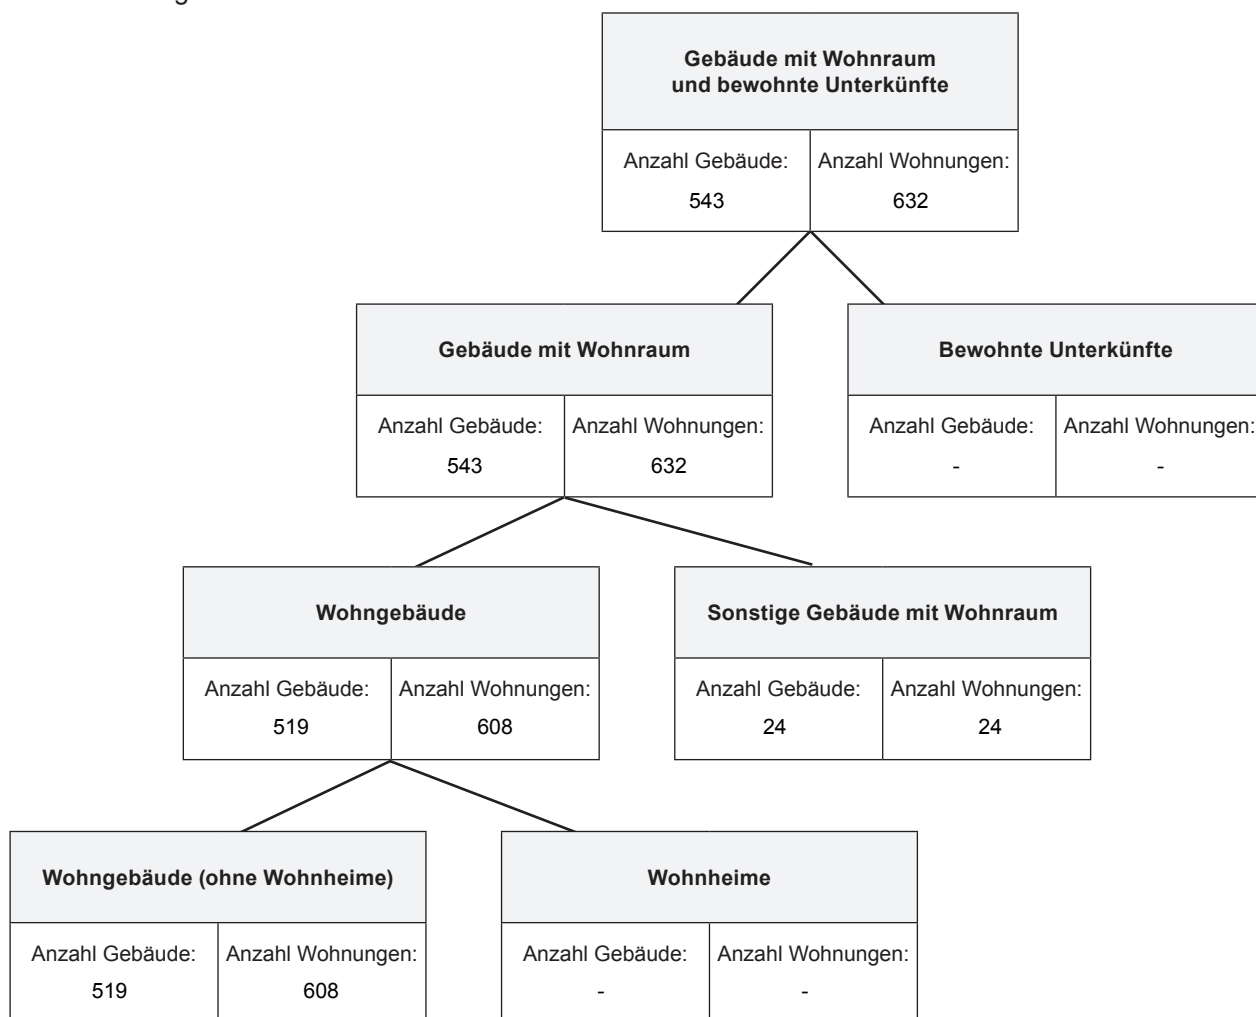 Gebäude mit Wohnraum
und bewohnte Unterkünfte
Anzahl Gebäude: Anzahl Wohnungen:
543 632
Gebäude mit Wohnraum
Anzahl Gebäude: Anzahl Wohnungen:
543 632
Bewohnte Unterkünfte
Anzahl Gebäude: Anzahl Wohnungen:
- -
Wohngebäude
Anzahl Gebäude: Anzahl Wohnungen:
519 608
Sonstige Gebäude mit Wohnraum
Anzahl Gebäude: Anzahl Wohnungen:
24 24
Wohngebäude (ohne Wohnheime)
Anzahl Gebäude: Anzahl Wohnungen:
519 608
Wohnheime
Anzahl Gebäude: Anzahl Wohnungen:
- -